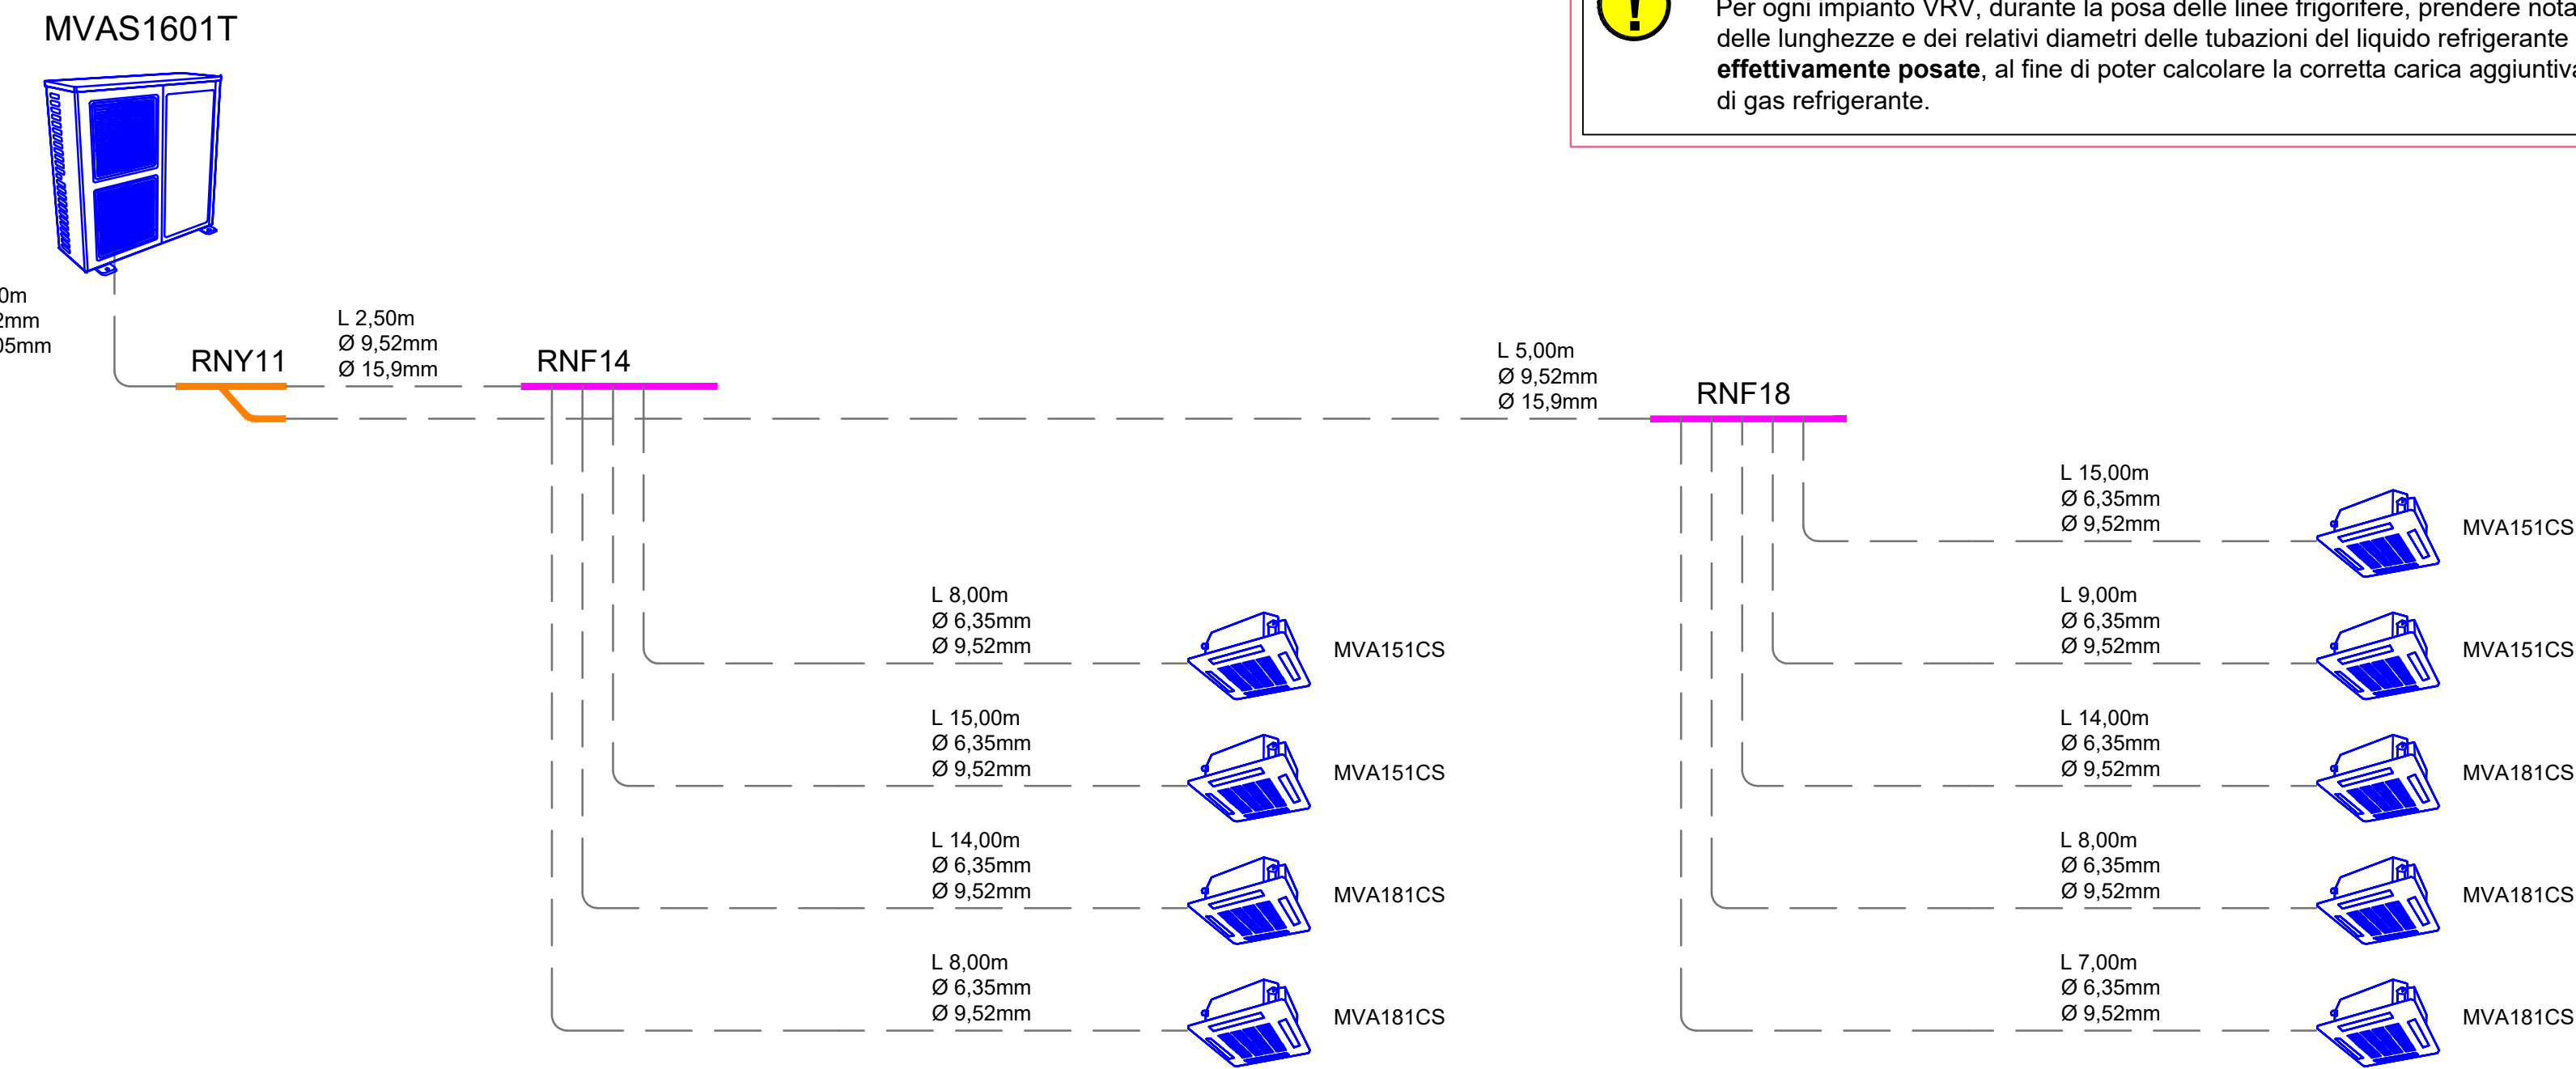 MVAS1601T
Per ogni impianto VRV, durante la posa delle linee frigorifere, prendere nota
delle lunghezze e dei relativi diametri delle tubazioni del liquido refrigerante
effettivamente posate, al fine di poter calcolare la corretta carica aggiuntiva
di gas refrigerante.
0m
2mm
05mm
RNY11
L 2,50m
Ø 9,52mm
Ø 15,9mm
RNF14
L 5,00m
Ø 9,52mm
Ø 15,9mm
RNF18
L 8,00m
Ø 6,35mm
Ø 9,52mm
MVA151CS
L 15,00m
Ø 6,35mm
Ø 9,52mm
MVA151CS
L 14,00m
Ø 6,35mm
Ø 9,52mm
MVA181CS
L 8,00m
Ø 6,35mm
Ø 9,52mm
MVA181CS
L 15,00m
Ø 6,35mm
Ø 9,52mm
MVA151CS
L 9,00m
Ø 6,35mm
Ø 9,52mm
MVA151CS
L 14,00m
Ø 6,35mm
Ø 9,52mm
MVA181CS
L 8,00m
Ø 6,35mm
Ø 9,52mm
MVA181CS
L 7,00m
Ø 6,35mm
Ø 9,52mm
MVA181CS